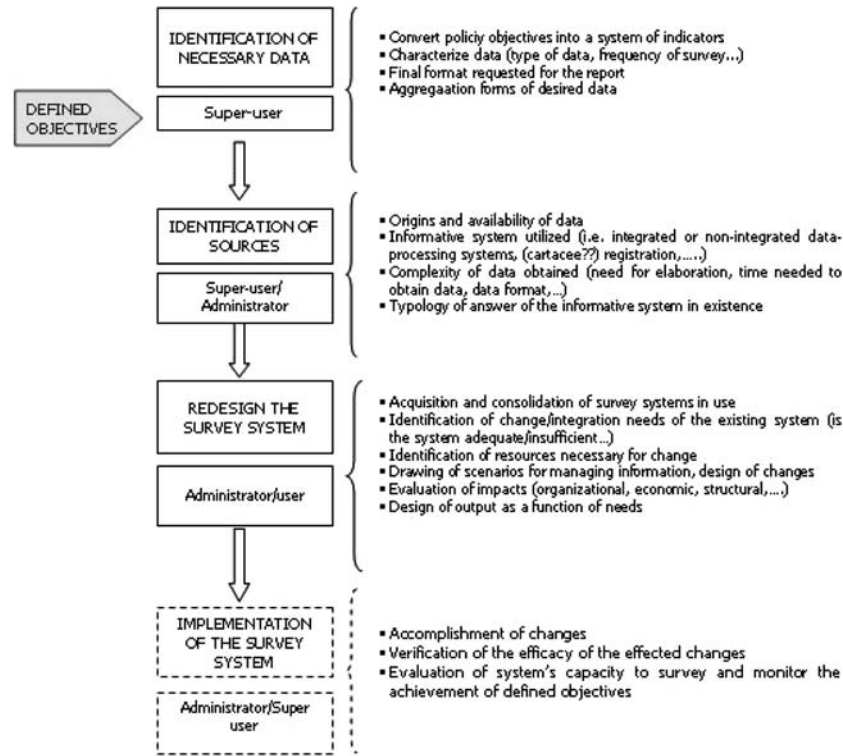 DEFINED
OBJECTIVES
IDENTIFICATION OF
NECESSARY DATA
Super-user
▪ Convert policiy objectives into a system of indicators
▪ Characterize data (type of data, frequency of survey...)
▪ Final format requested for the report
▪ Aggregaation forms of desired data
IDENTIFICATION OF
SOURCES
Super-user/
Administrator
▪ Origins and availability of data
▪ Informative system utilized (i.e. integrated or non-integrated data-
processing systems, (cartacee??) registration,.....)
▪ Complexity of data obtained (need for elaboration, time needed to
obtain data, data format,...)
▪ Typology of answer of the informative system in existence
REDESIGN THE
SURVEY SYSTEM
Administrator/user
▪ Acquisition and consolidation of survey systems in use
▪ Identification of change/integration needs of the existing system (is
the system adequate/insufficient...)
▪ Identification of resources necessary for change
▪ Drawing of scenarios for managing information, design of changes
▪ Evaluation of impacts (organizational, economic, structural,....)
▪ Design of output as a function of needs
IMPLEMENTATION
OF THE SURVEY
SYSTEM
Administrator/Super
user
▪ Accomplishment of changes
▪ Verification of the efficacy of the effected changes
▪ Evaluation of system's capacity to survey and monitor the
achievement of defined objectives